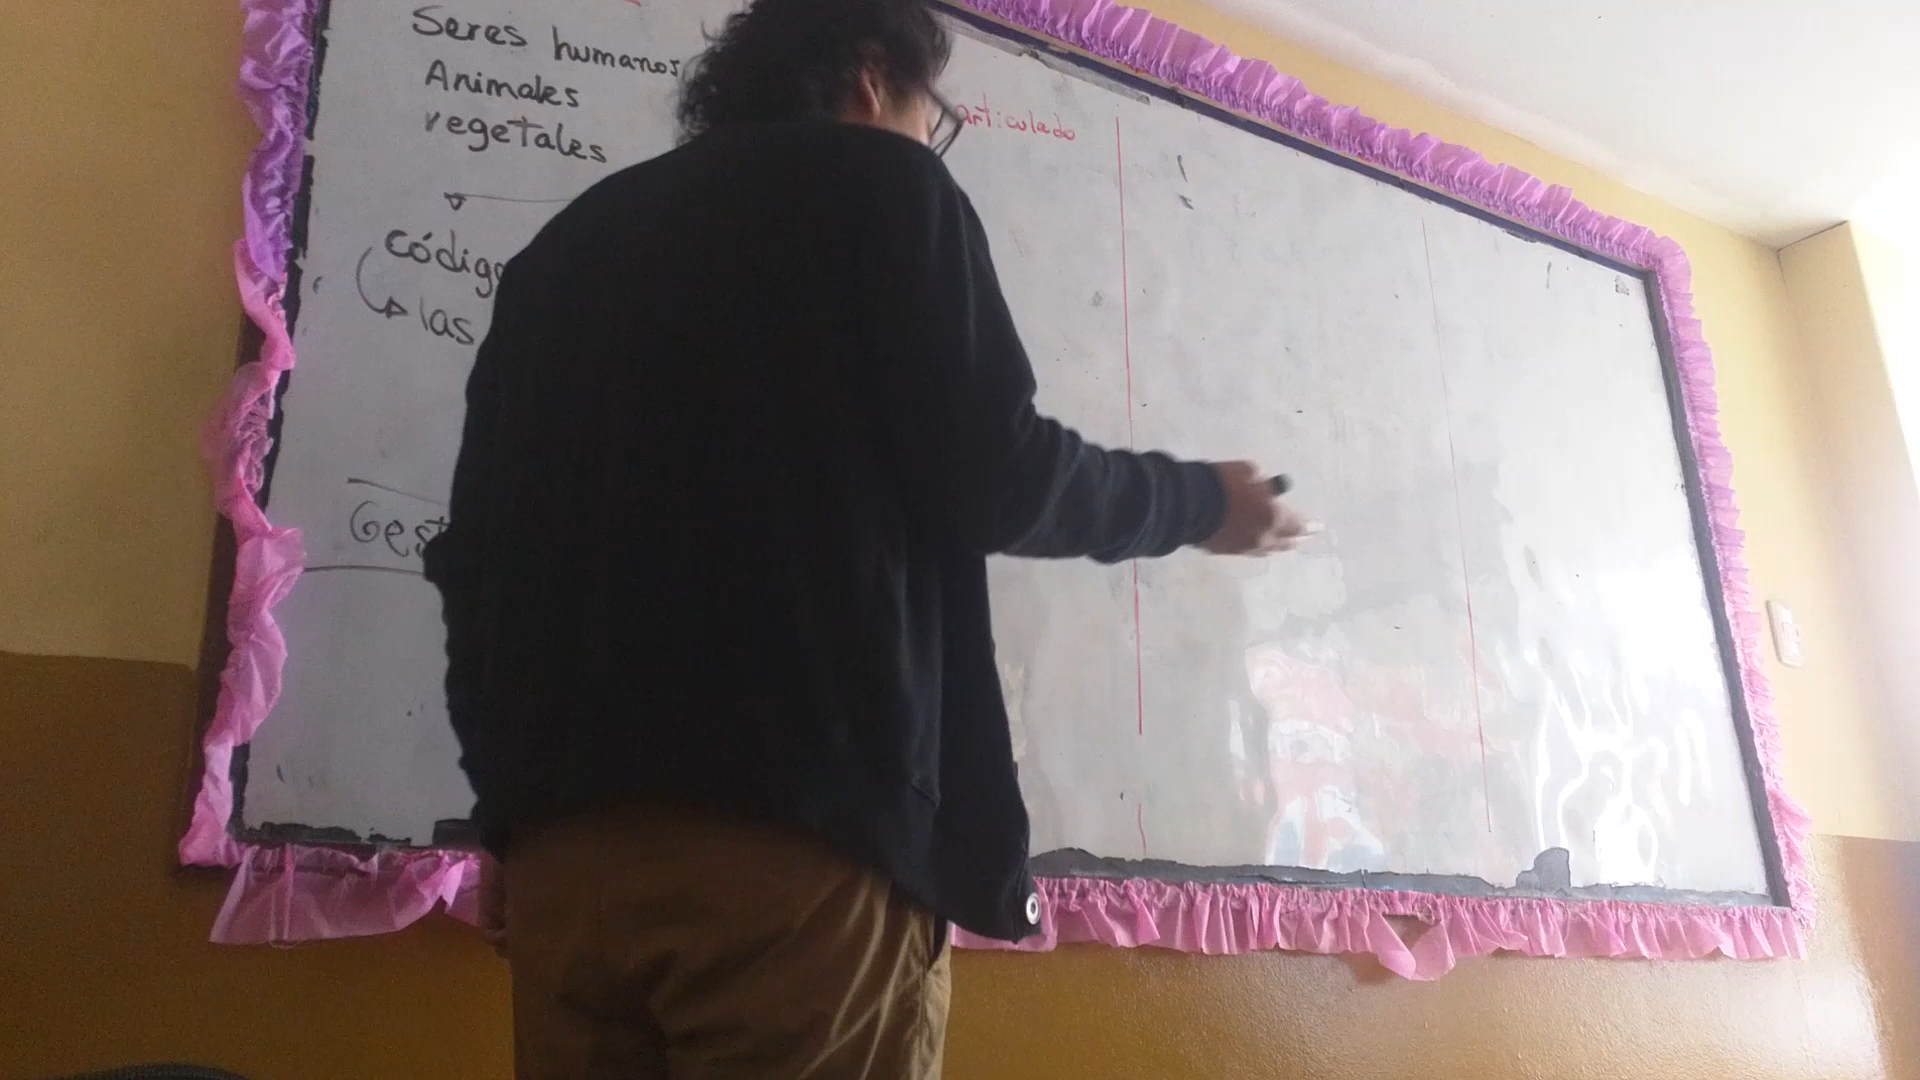 Seres humanos
Animales
vegetales
articulado
código
las
Gest